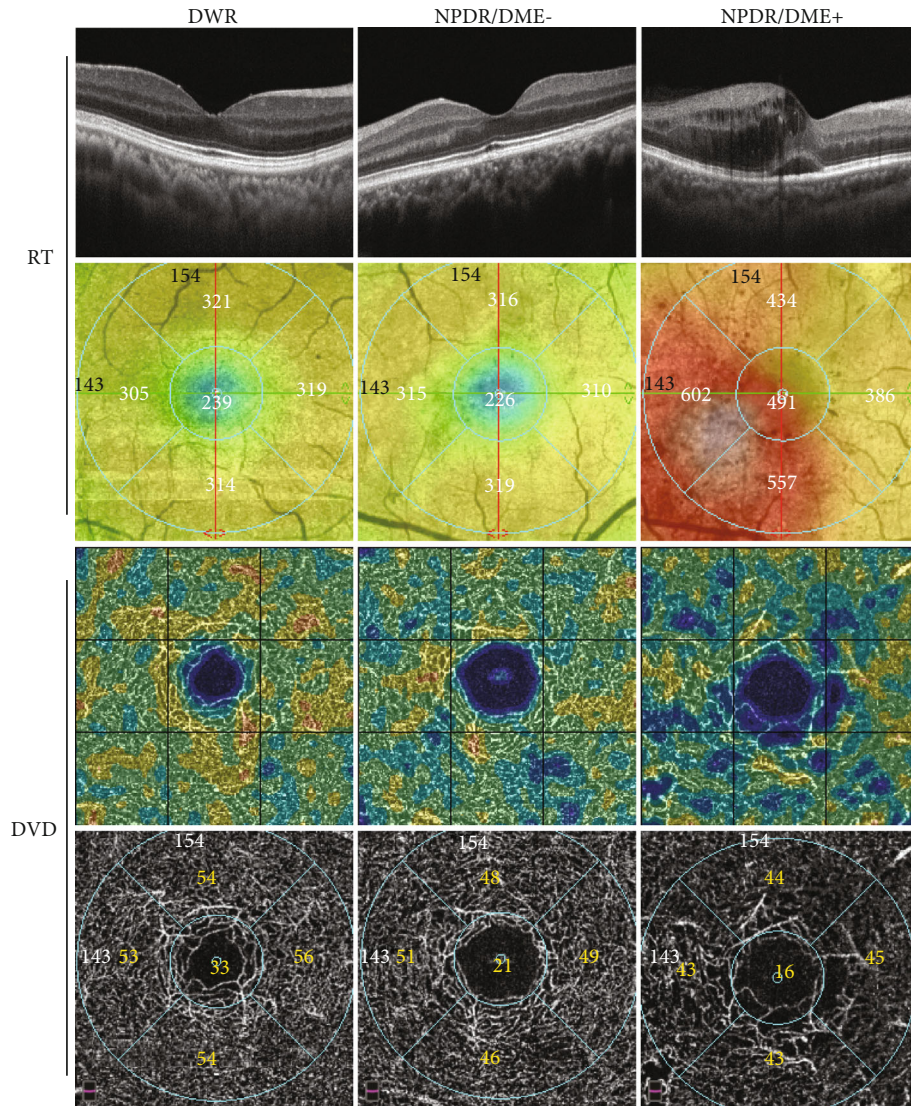 DWR NPDR/DME- NPDR/DME+
RT
154 154 154
321 316 434
143 305 239 319 143 315 226 310 143 602 491 386
314 319 557
DVD
154 154 154
54 48 44
143 53 33 56 143 51 21 49 143 43 16 45
54 46 43